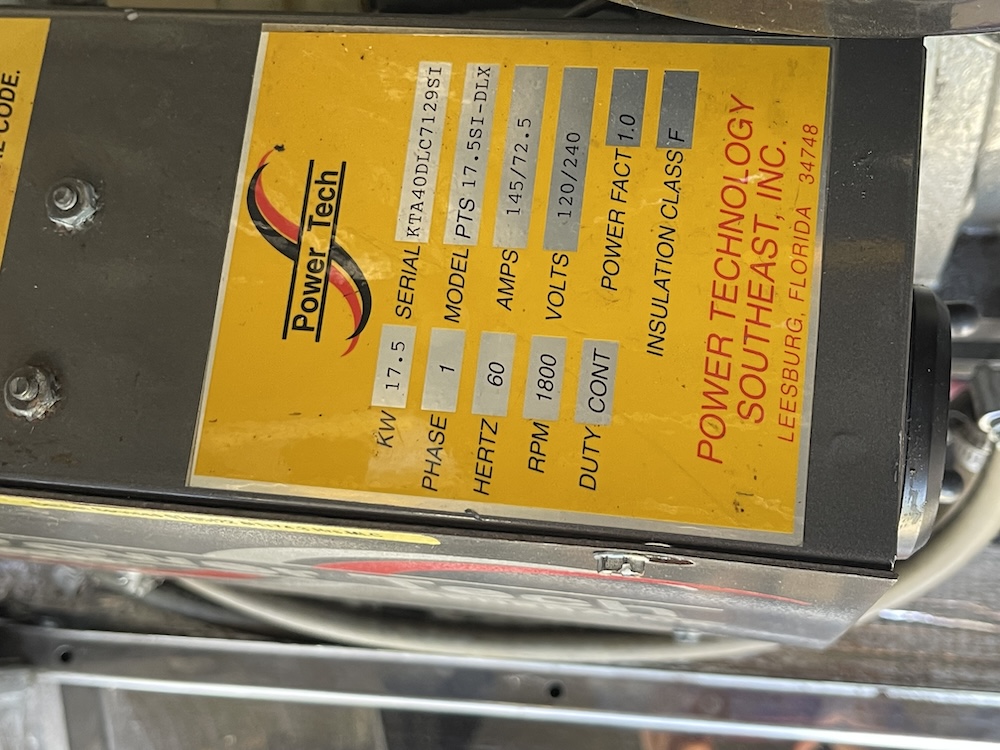 AL CODE.
Power Tech
KW 17.5 SERIAL KTA40DLC7129SI
PHASE 1 MODEL PTS 17.5SI-DLX
HERTZ 60 AMPS 145/72.5
RPM 1800 VOLTS 120/240
DUTY CONT POWER FACT 1.0
INSULATION CLASS F
POWER TECHNOLOGY
SOUTHEAST, INC.
LEESBURG, FLORIDA 34748